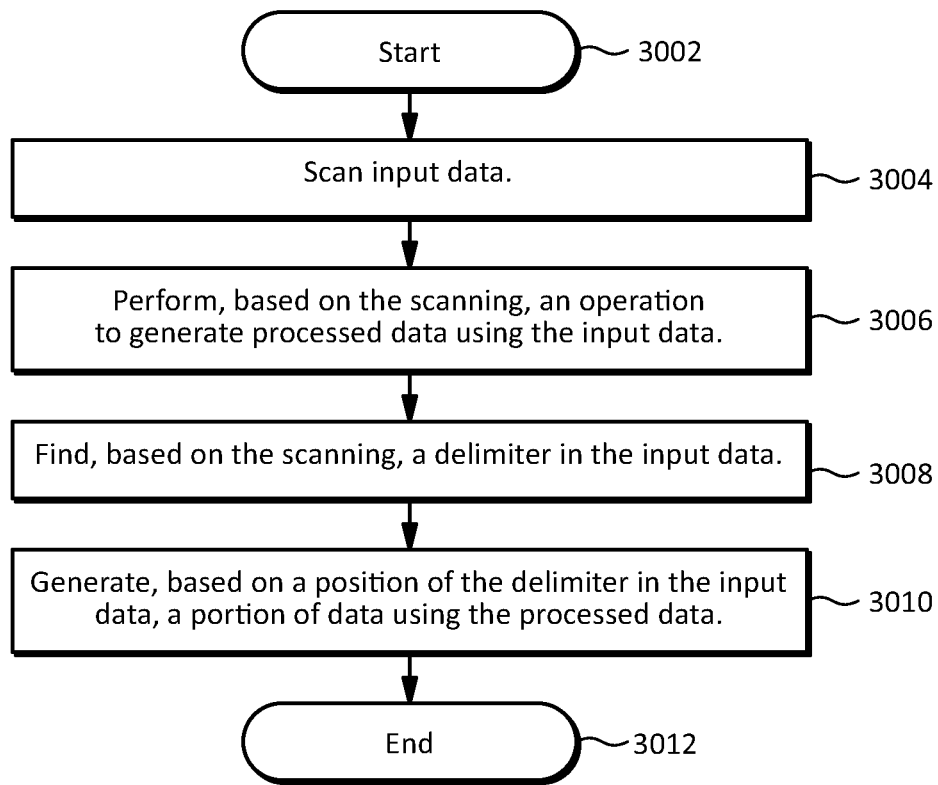 Start
3002
Scan input data.
3004
Perform, based on the scanning, an operation
to generate processed data using the input data.
3006
Find, based on the scanning, a delimiter in the input data.
3008
Generate, based on a position of the delimiter in the input
data, a portion of data using the processed data.
3010
End
3012